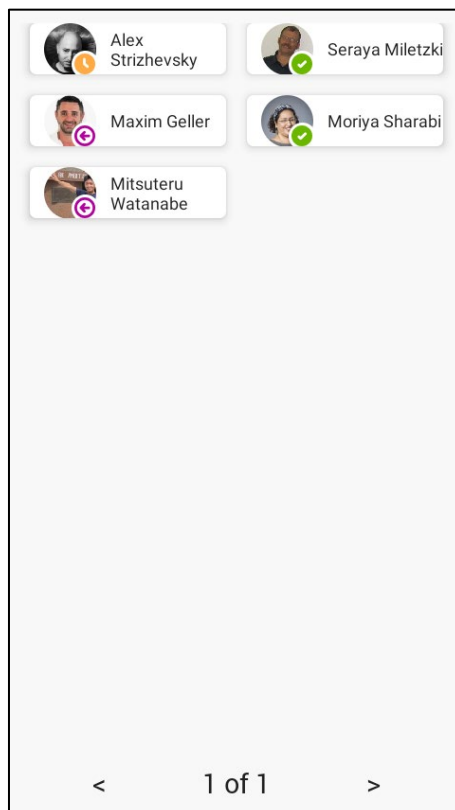 Alex
Strizhevsky
Seraya Miletzki
Maxim Geller
Moriya Sharabi
Mitsuteru
Watanabe
< 1 of 1 >